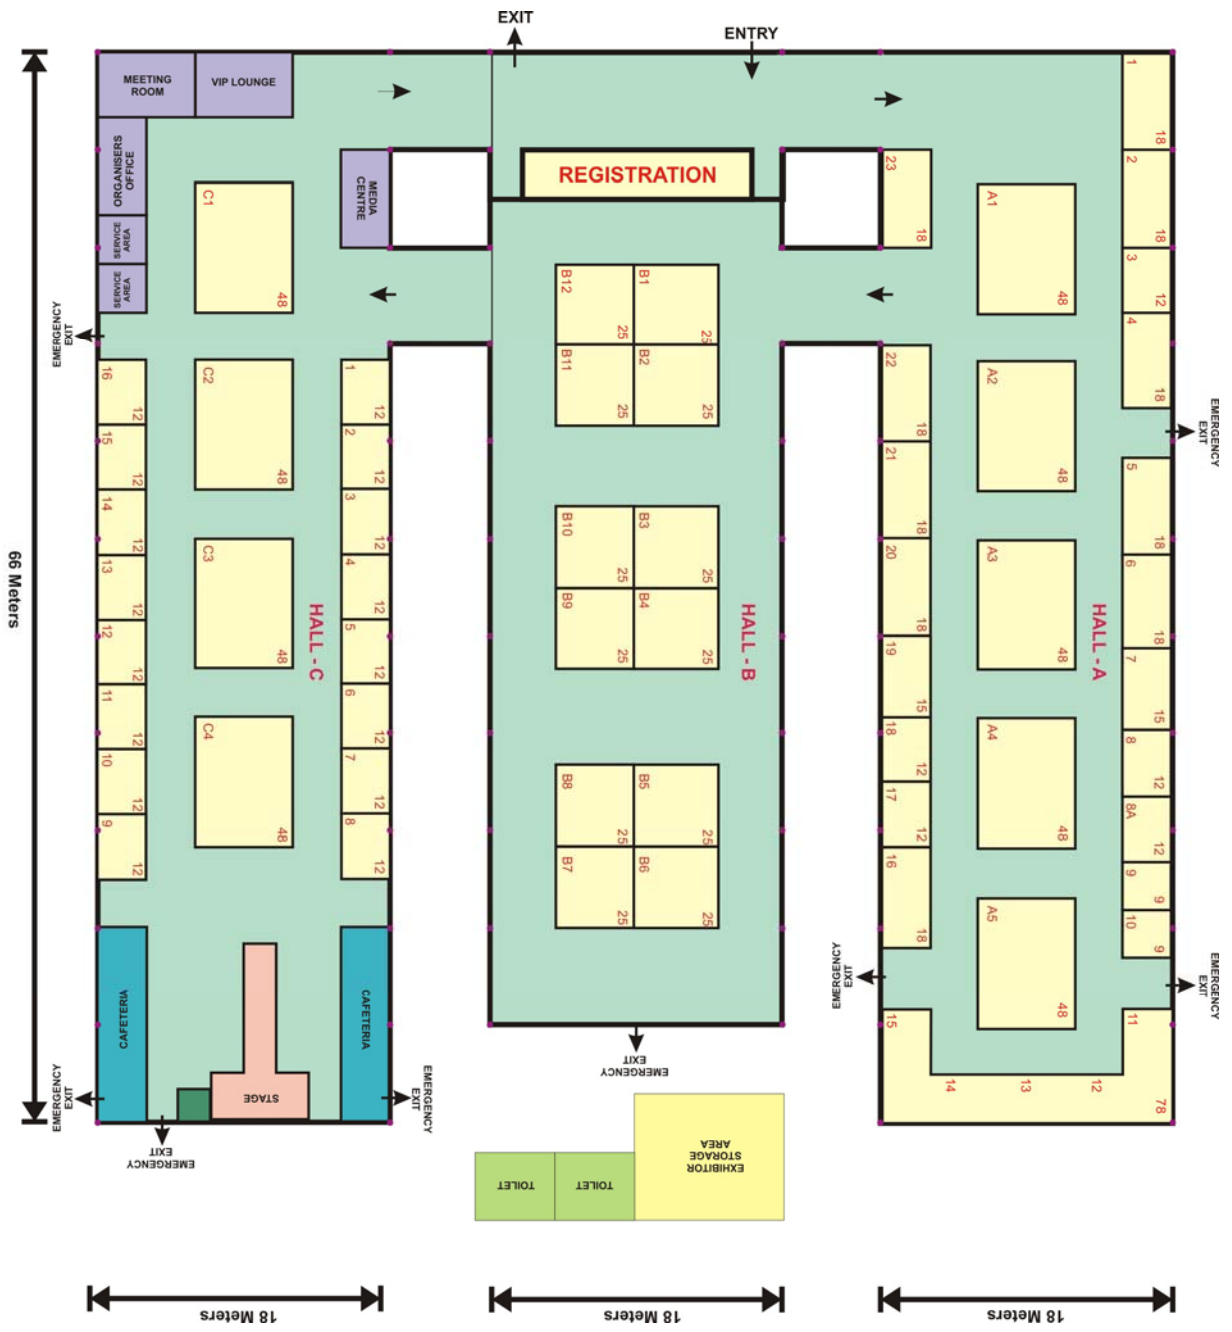 EXIT
ENTRY
MEETING
ROOM
VIP LOUNGE
ORGANISERS
OFFICE
SERVICE
AREA
SERVICE
AREA
MEDIA
CENTRE
REGISTRATION
EMERGENCY
EXIT
C1
48
C2
48
C3
48
C4
48
16
12
15
12
14
12
13
12
12
12
11
12
10
12
9
12
1
12
2
12
3
12
4
12
5
12
6
12
7
12
8
12
HALL - C
CAFETERIA
CAFETERIA
STAGE
EMERGENCY
EXIT
EMERGENCY
EXIT
EMERGENCY
EXIT
B12
25
B1
25
B11
25
B2
25
B10
25
B3
25
B9
25
B4
25
B8
25
B5
25
B7
25
B6
25
HALL - B
EMERGENCY
EXIT
EXHIBITOR
STORAGE
AREA
TOILET
TOILET
23
18
22
18
21
18
20
18
19
15
18
12
17
12
16
18
EMERGENCY
EXIT
A1
48
A2
48
A3
48
A4
48
A5
48
HALL - A
1
18
2
18
3
12
4
18
EMERGENCY
EXIT
5
18
6
18
7
15
8
12
8A
12
9
9
10
9
EMERGENCY
EXIT
11
12
13
14
15
78
66 Meters
18 Meters
18 Meters
18 Meters